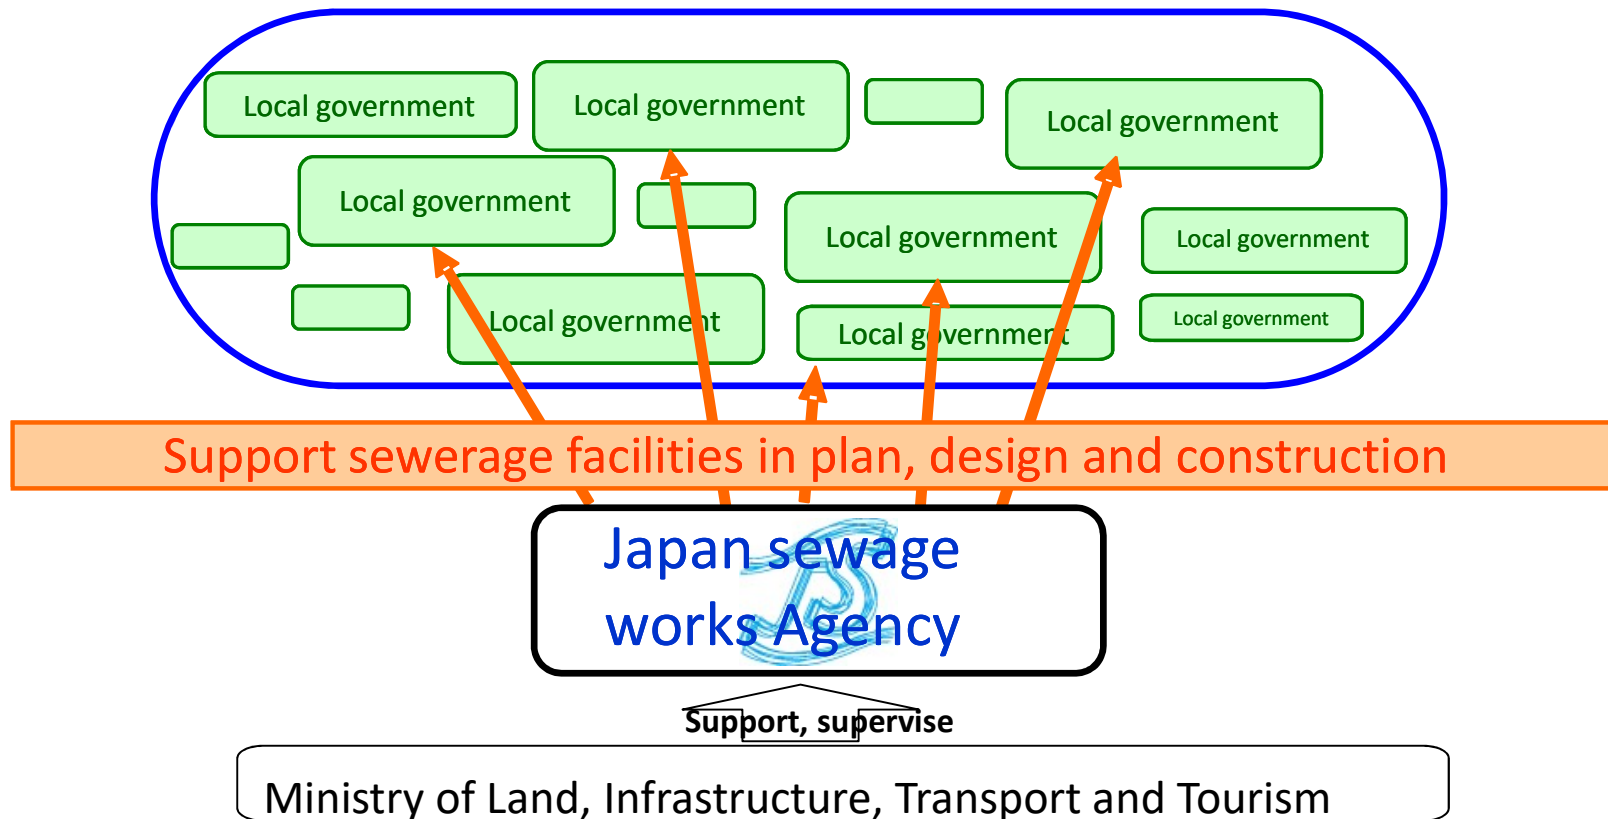 Local government
Local government
Local government
Local government
Local government
Local government
Local government
Local government
Local government
Support sewerage facilities in plan, design and construction
Japan sewage
works Agency
Support, supervise
Ministry of Land, Infrastructure, Transport and Tourism